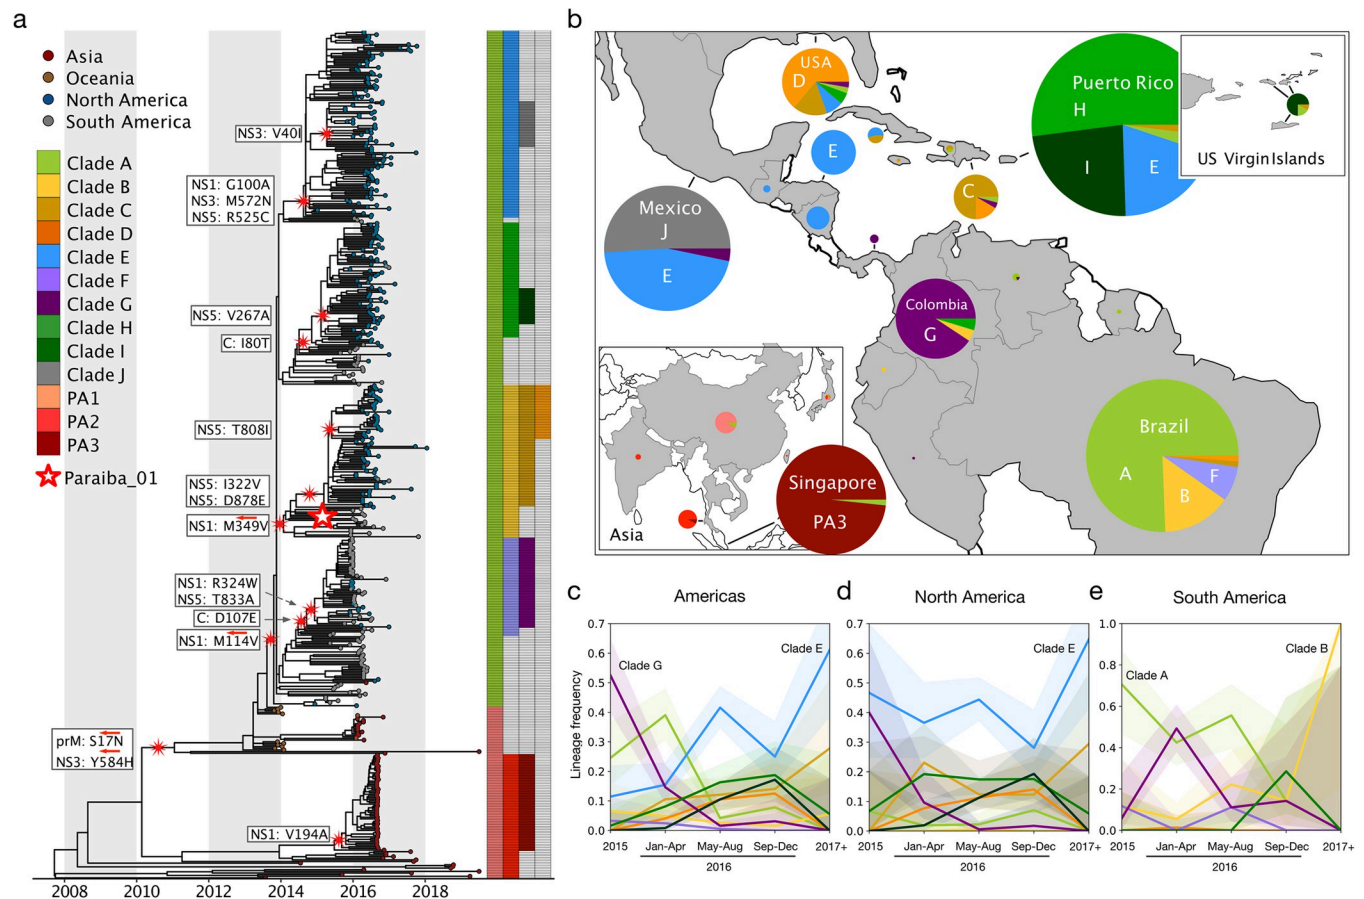 a
Asia
Oceania
North America
South America
Clade A
Clade B
Clade C
Clade D
Clade E
Clade F
Clade G
Clade H
Clade I
Clade J
PA1
PA2
PA3
Paraiba_01
NS3: V40I
NS1: G100A
NS3: M572N
NS5: R525C
NS5: V267A
C: I80T
NS5: T808I
NS5: I322V
NS5: D878E
NS1: M349V
NS1: R324W
NS5: T833A
C: D107E
NS1: M114V
prM: S17N
NS3: Y584H
NS1: V194A
2008 2010 2012 2014 2016 2018
b
USA
D
Puerto Rico
H
I
E
US VirginIslands
E
C
Mexico
J
E
Colombia
G
Brazil
A
B
F
Singapore
PA3
Asia
c
Americas
Lineage frequency
0.7
0.6
0.5
0.4
0.3
0.2
0.1
0.0
Clade G
Clade E
2015 Jan-Apr May-Aug Sep-Dec 2017+
2016
d
North America
0.7
0.6
0.5
0.4
0.3
0.2
0.1
0.0
Clade E
2015 Jan-Apr May-Aug Sep-Dec 2017+
2016
e
South America
1.0
0.8
0.6
0.4
0.2
0.0
Clade A
Clade B
2015 Jan-Apr May-Aug Sep-Dec 2017+
2016